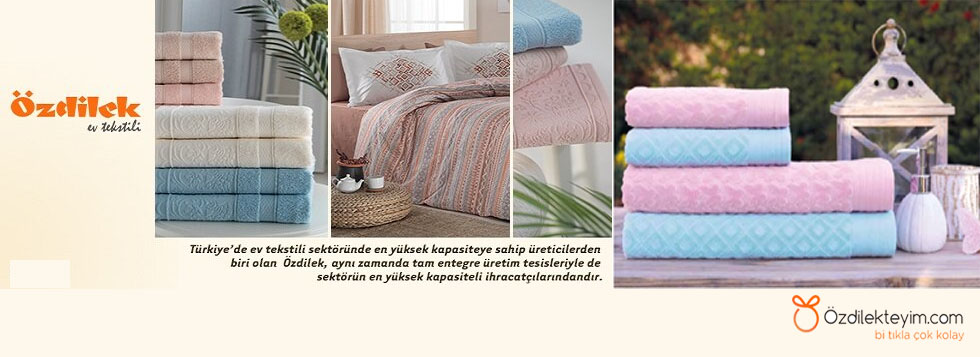 Özdilek
ev tekstili
Türkiye'de ev tekstili sektöründe en yüksek kapasiteye sahip üreticilerden
biri olan Özdilek, aynı zamanda tam entegre üretim tesisleriyle de
sektörün en yüksek kapasiteli ihracatçılarındandır.
Özdilekteyim.com
bi tıkla çok kolay